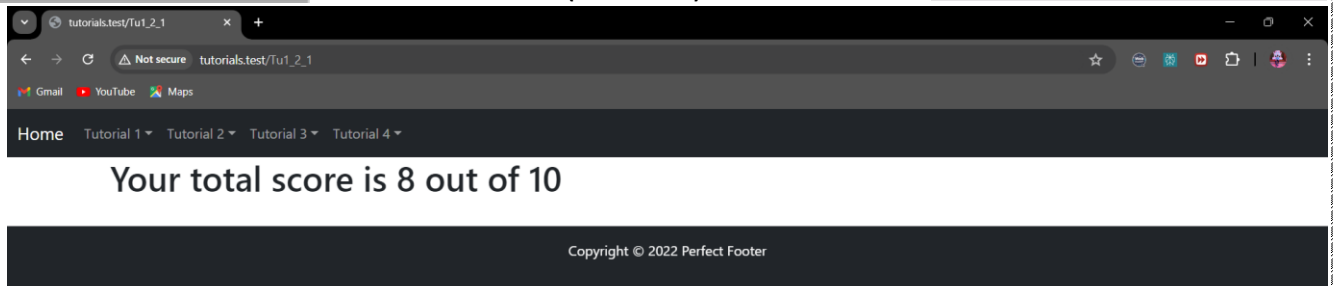 tutorials.test/Tu1_2_1
Not secure tutorials.test/Tu1_2_1
Gmail YouTube Maps
Home Tutorial 1 Tutorial 2 Tutorial 3 Tutorial 4
Your total score is 8 out of 10
Copyright © 2022 Perfect Footer